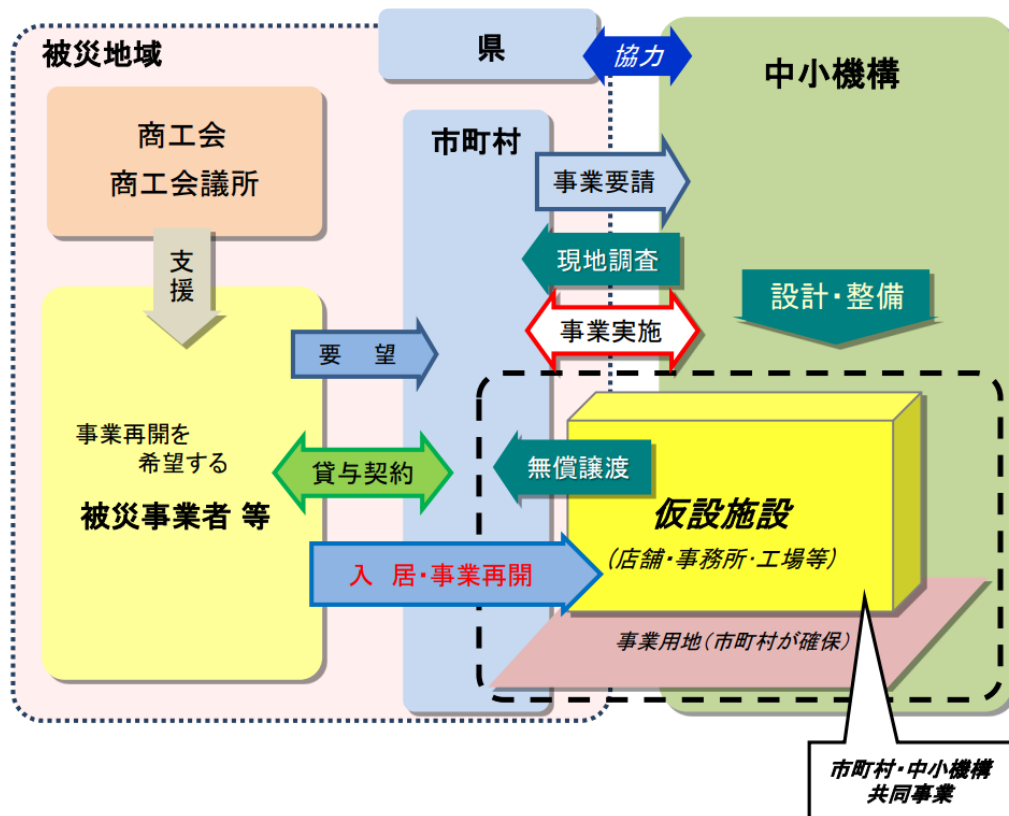 被災地域
県
協力
中小機構
商工会
商工会議所
市町村
事業要請
支
援
現地調査
設計・整備
事業実施
要 望
事業再開を
希望する
被災事業者 等
貸与契約
無償譲渡
仮設施設
(店舗・事務所・工場等)
入 居・事業再開
事業用地(市町村が確保)
市町村・中小機構
共同事業